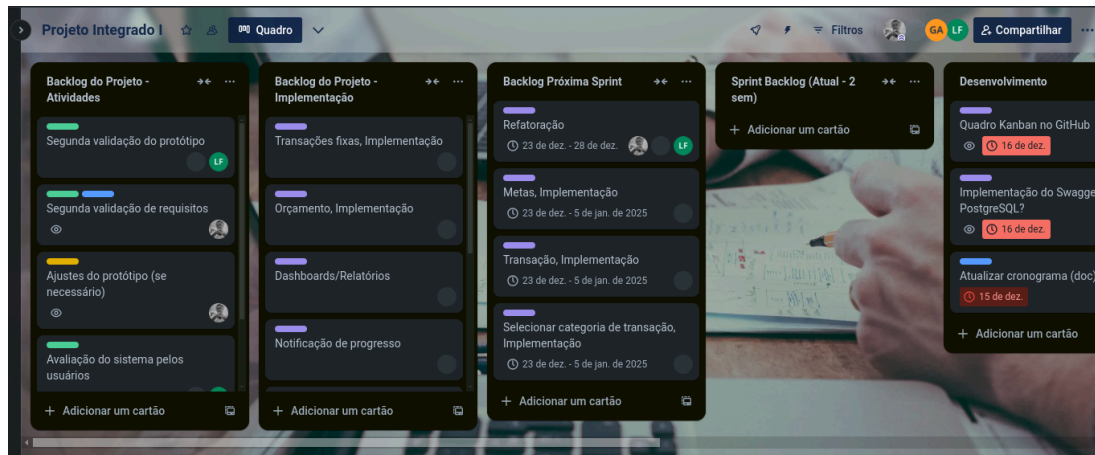 Projeto Integrado I
Quadro
Filtros
GA
LF
Compartilhar
Backlog do Projeto -
Atividades
Segunda validação do protótipo
LF
Segunda validação de requisitos
Ajustes do protótipo (se
necessário)
Avaliação do sistema pelos
usuários
+ Adicionar um cartão
Backlog do Projeto -
Implementação
Transações fixas, Implementação
Orçamento, Implementação
Dashboards/Relatórios
Notificação de progresso
+ Adicionar um cartão
Backlog Próxima Sprint
Refatoração
23 de dez. - 28 de dez.
LF
Metas, Implementação
23 de dez. - 5 de jan. de 2025
Transação, Implementação
23 de dez. - 5 de jan. de 2025
Selecionar categoria de transação,
Implementação
23 de dez. - 5 de jan. de 2025
+ Adicionar um cartão
Sprint Backlog (Atual - 2
sem)
+ Adicionar um cartão
Desenvolvimento
Quadro Kanban no GitHub
16 de dez.
Implementação do Swagge
PostgreSQL?
16 de dez.
Atualizar cronograma (doc)
15 de dez.
+ Adicionar um cartão